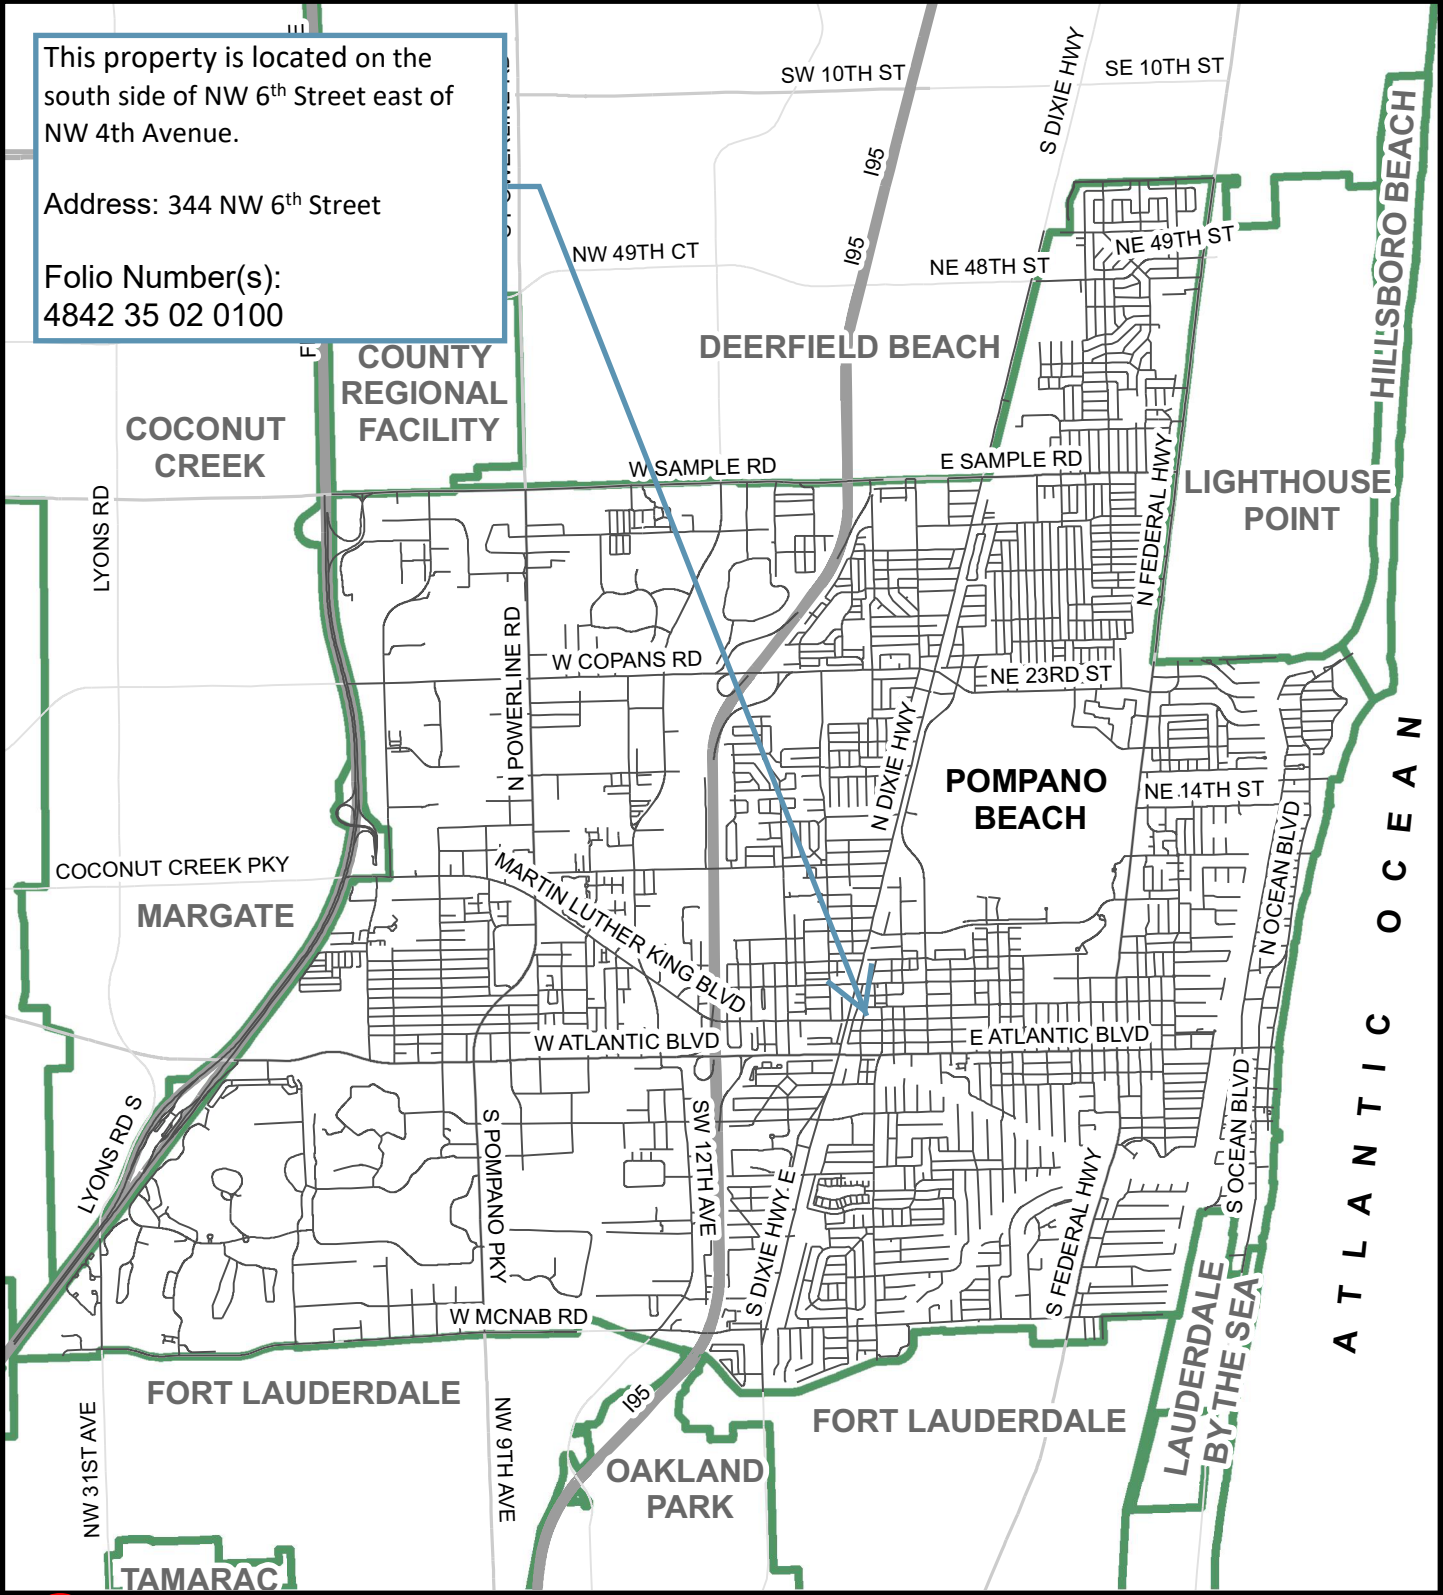 This property is located on the
south side of NW 6th Street east of
NW 4th Avenue.
Address: 344 NW 6th Street
Folio Number(s):
4842 35 02 0100
SW 10TH ST
SE 10TH ST
S DIXIE HWY
I95
I95
HILLSBORO BEACH
NW 49TH CT
NE 48TH ST
NE 49TH ST
DEERFIELD BEACH
COUNTY
REGIONAL
FACILITY
COCONUT
CREEK
LYONS RD
W SAMPLE RD
E SAMPLE RD
N FEDERAL HWY
LIGHTHOUSE
POINT
N POWERLINE RD
W COPANS RD
NE 23RD ST
N DIXIE HWY
POMPANO
BEACH
NE 14TH ST
N OCEAN BLVD
ATLANTIC OCEAN
COCONUT CREEK PKY
MARGATE
MARTIN LUTHER KING BLVD
W ATLANTIC BLVD
E ATLANTIC BLVD
LYONS RD S
S POMPANO PKY
SW 12TH AVE
S DIXIE HWY E
S FEDERAL HWY
S OCEAN BLVD
W MCNAB RD
LAUDERDALE
BY THE SEA
FORT LAUDERDALE
FORT LAUDERDALE
I95
NW 31ST AVE
NW 9TH AVE
OAKLAND
PARK
TAMARAC